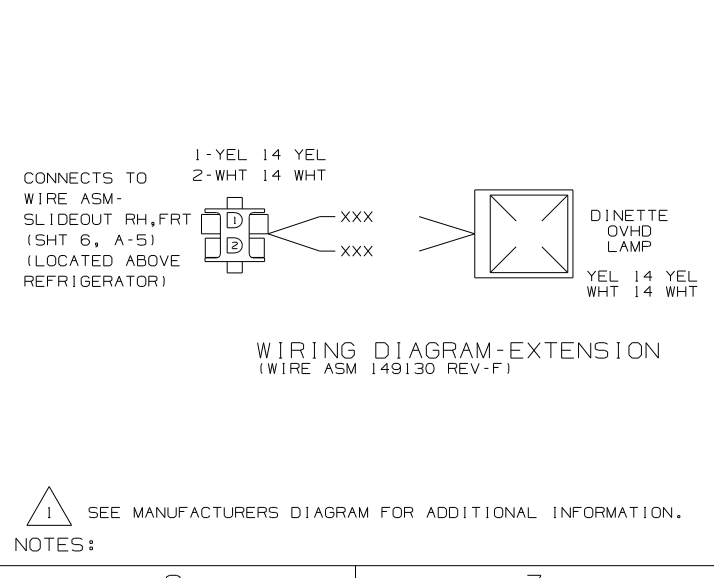 1-YEL 14 YEL
2-WHT 14 WHT
CONNECTS TO
WIRE ASM-
SLIDEOUT RH,FRT
(SHT 6, A-5)
(LOCATED ABOVE
REFRIGERATOR)
1
2
XXX
XXX
DINETTE
OVHD
LAMP
YEL 14 YEL
WHT 14 WHT
WIRING DIAGRAM-EXTENSION
(WIRE ASM 149130 REV-F)
1 SEE MANUFACTURERS DIAGRAM FOR ADDITIONAL INFORMATION.
NOTES: